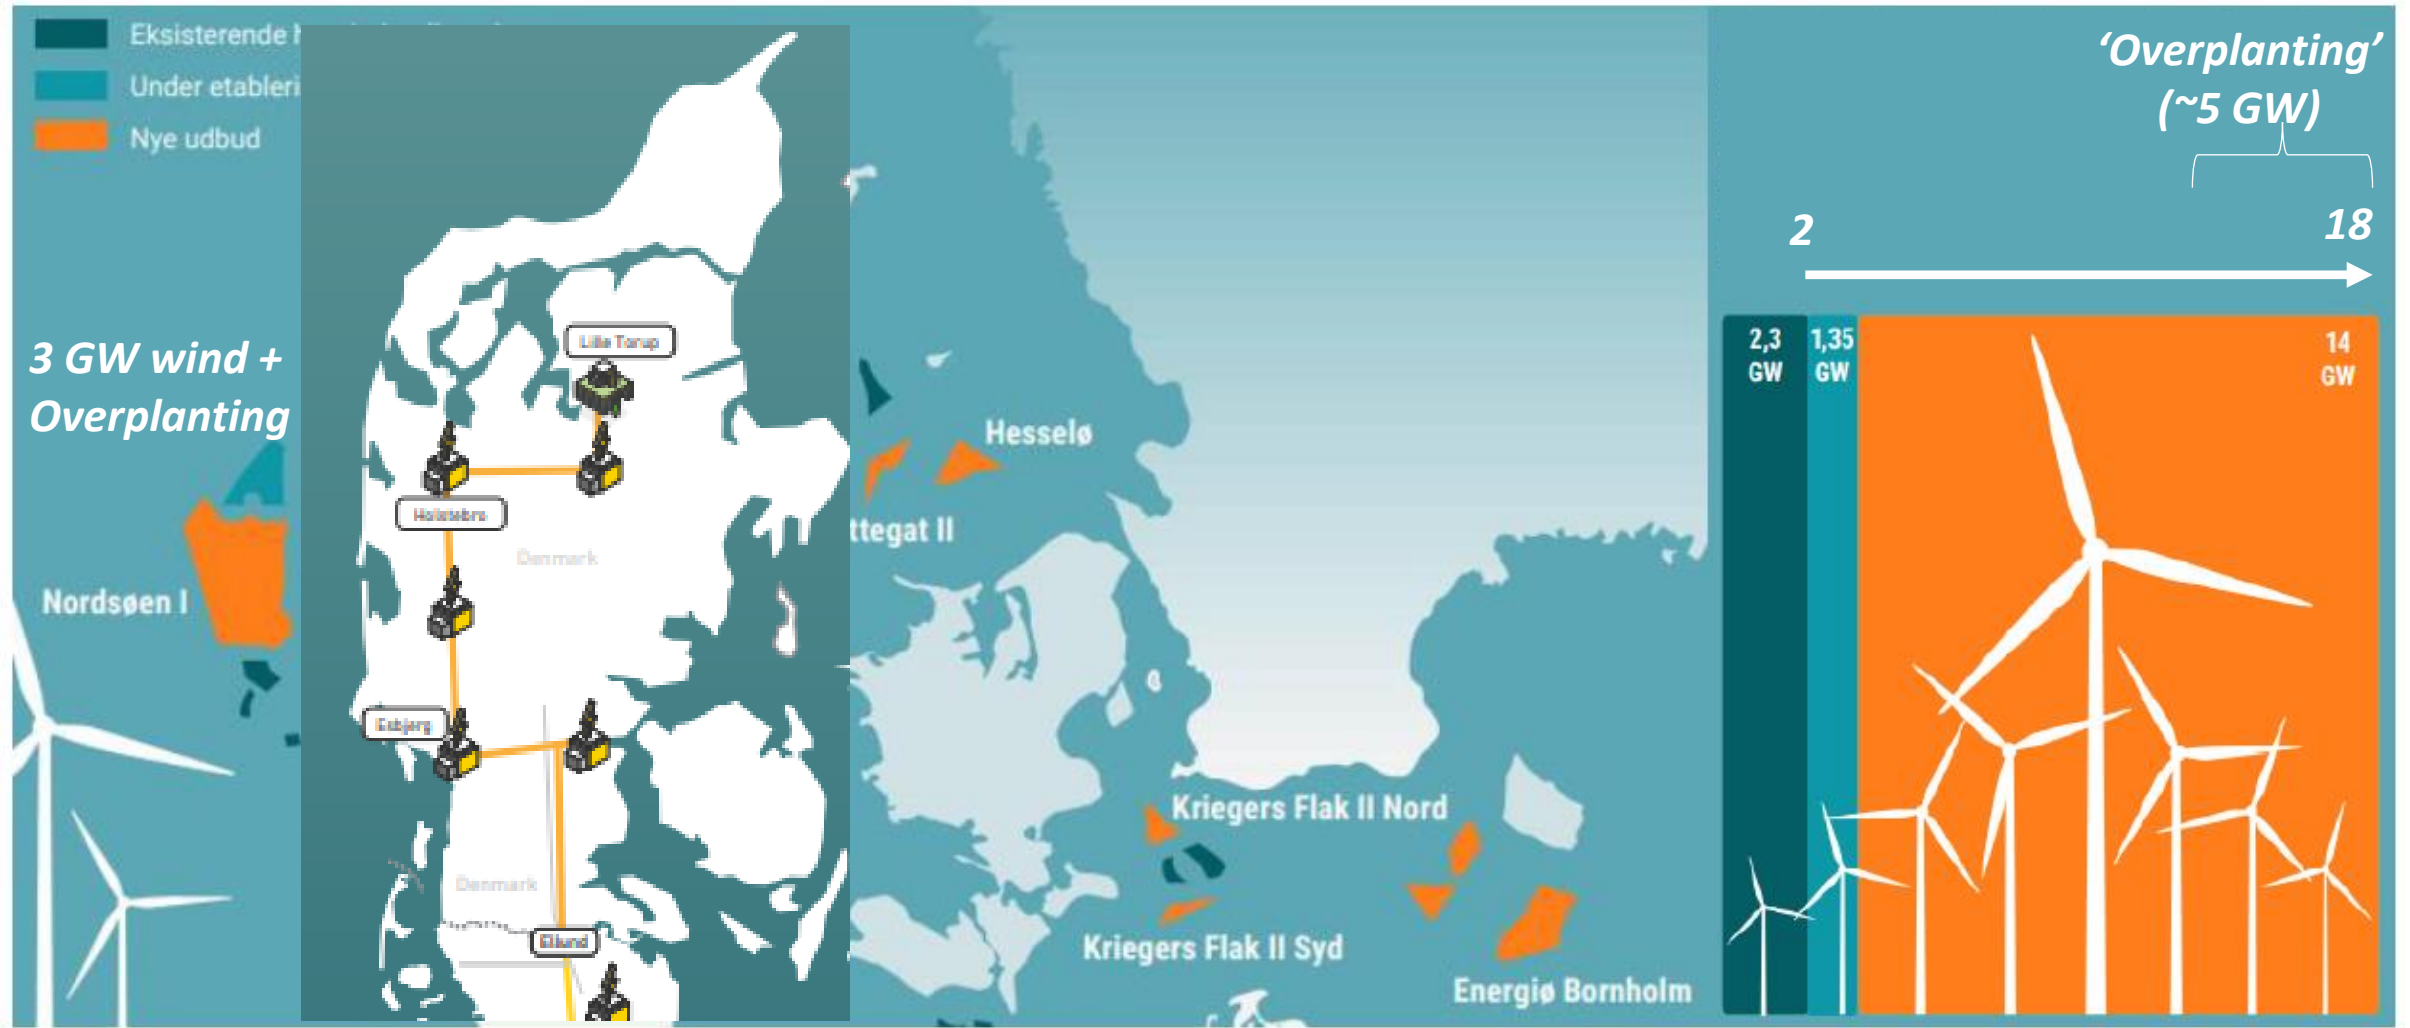 Eksisterende
Under etableri
Nye udbud
'Overplanting'
(~5 GW)
2
18
3 GW wind +
Overplanting
Lille Torup
Holstebro
Denmark
Esbjerg
Denmark
Ellund
Nordsøen I
Hesselø
ttegat II
Kriegers Flak II Nord
Kriegers Flak II Syd
Energiø Bornholm
2,3
GW
1,35
GW
14
GW